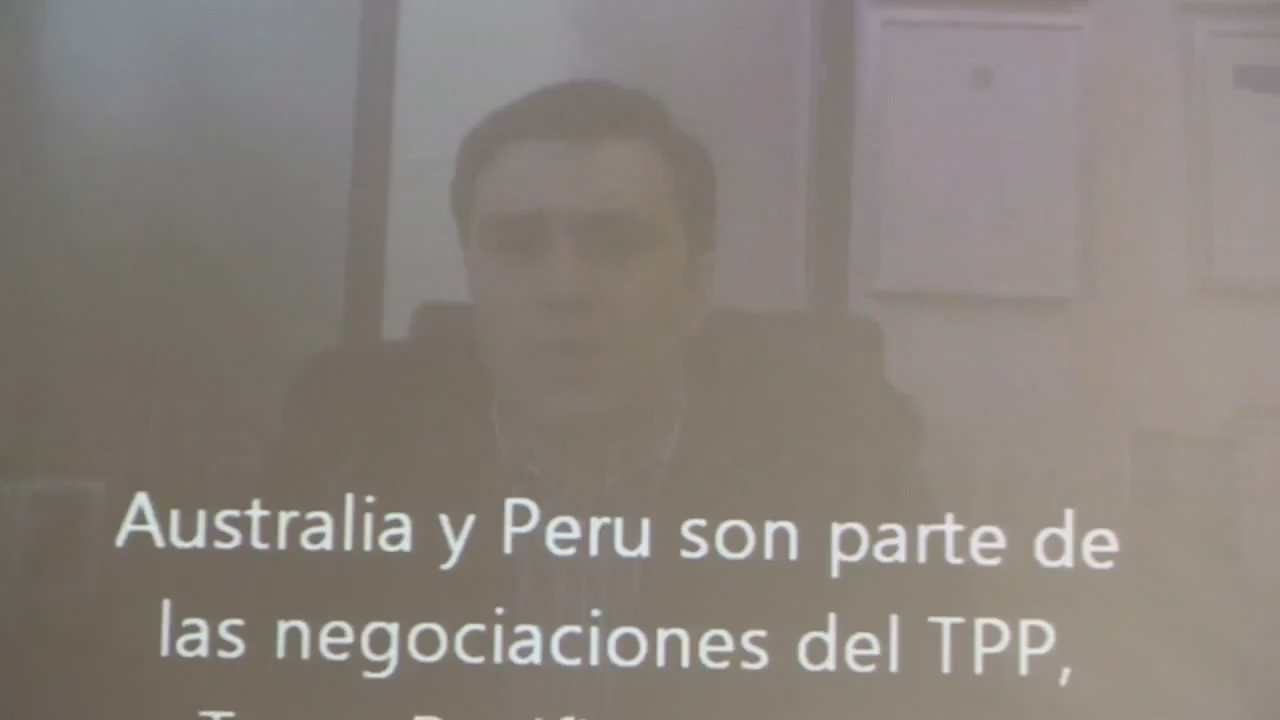 Australia y Peru son parte de
las negociaciones del TPP,